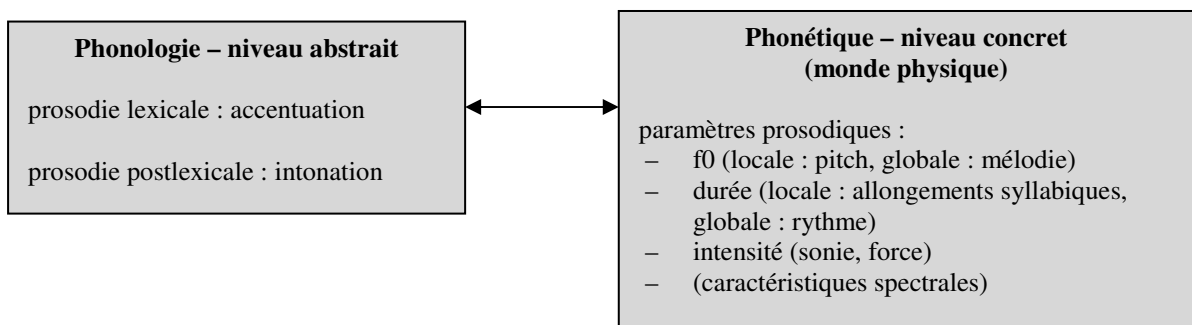 Phonologie – niveau abstrait
prosodie lexicale : accentuation
prosodie postlexicale : intonation
Phonétique – niveau concret
(monde physique)
paramètres prosodiques :
– f0 (locale : pitch, globale : mélodie)
– durée (locale : allongements syllabiques,
globale : rythme)
– intensité (sonie, force)
– (caractéristiques spectrales)